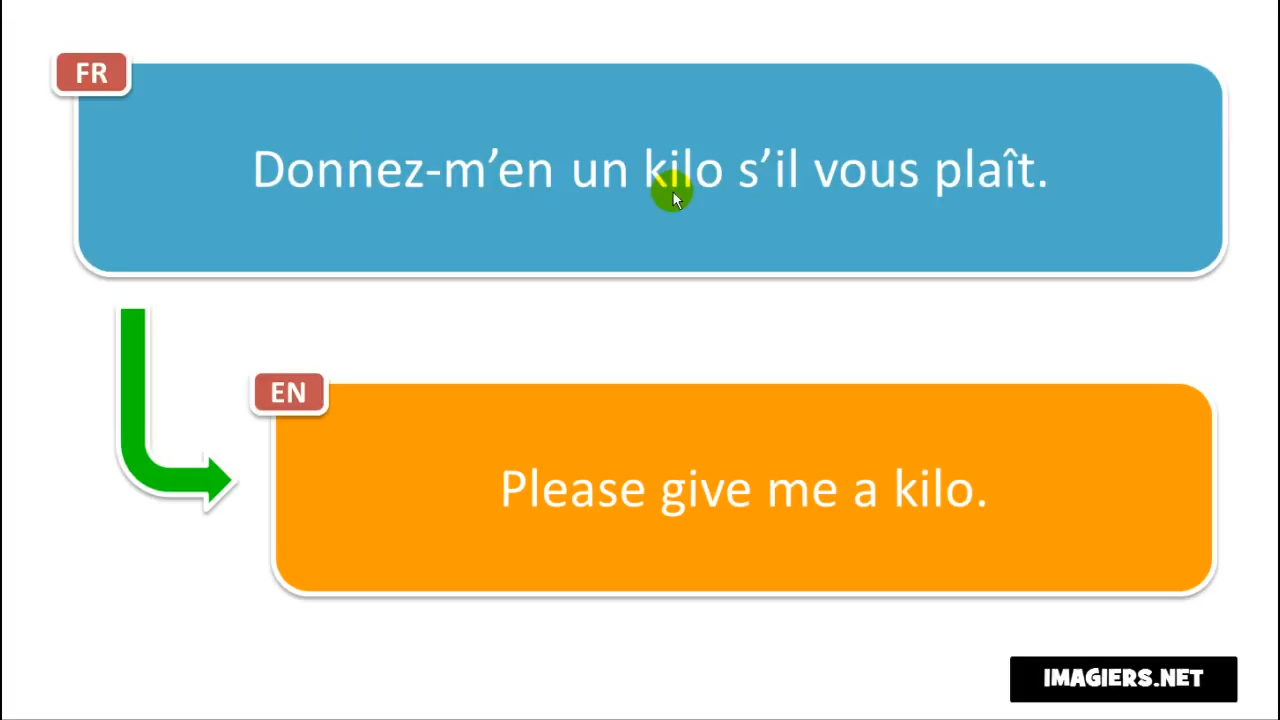 FR
Donnez-m’en un kilo s’il vous plaît.
EN
Please give me a kilo.
IMAGIERS.NET